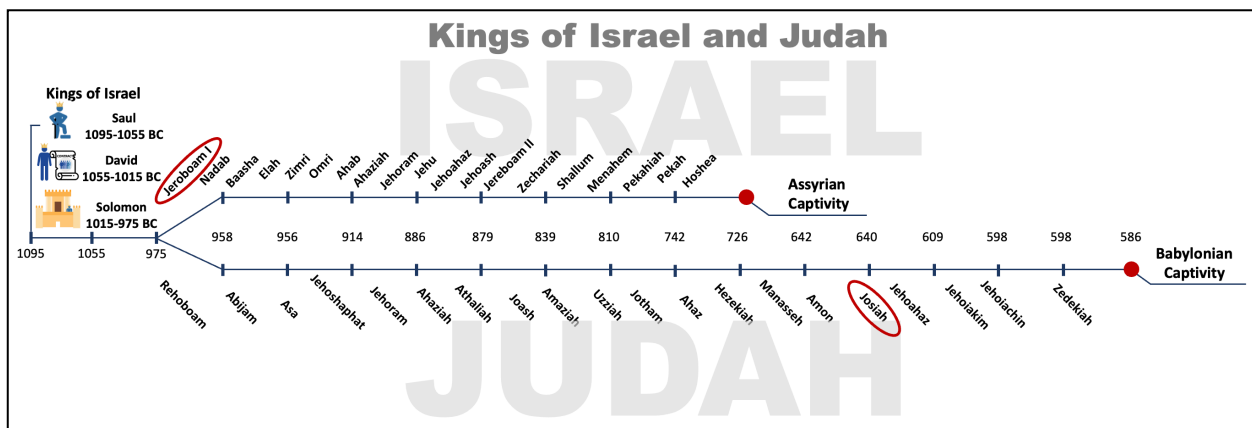 Kings of Israel and Judah
ISRAEL
Kings of Israel
Saul
1095-1055 BC
David
1055-1015 BC
Solomon
1015-975 BC
Jeroboam I
Nadab
Baasha
Elah
Zimri
Omri
Ahab
Ahaziah
Jehoram
Jehu
Jehoahaz
Jehoash
Jereboam II
Zechariah
Shallum
Menahem
Pekahiah
Pekah
Hoshea
Assyrian
Captivity
1095
1055
975
958
956
914
886
879
839
810
742
726
642
640
609
598
598
586
Babylonian
Captivity
Rehoboam
Abijam
Asa
Jehoshaphat
Jehoram
Ahaziah
Athaliah
Joash
Amaziah
Uzziah
Jotham
Ahaz
Hezekiah
Manasseh
Amon
Josiah
Jehoahaz
Jehoiakim
Jehoiachin
Zedekiah
JUDAH